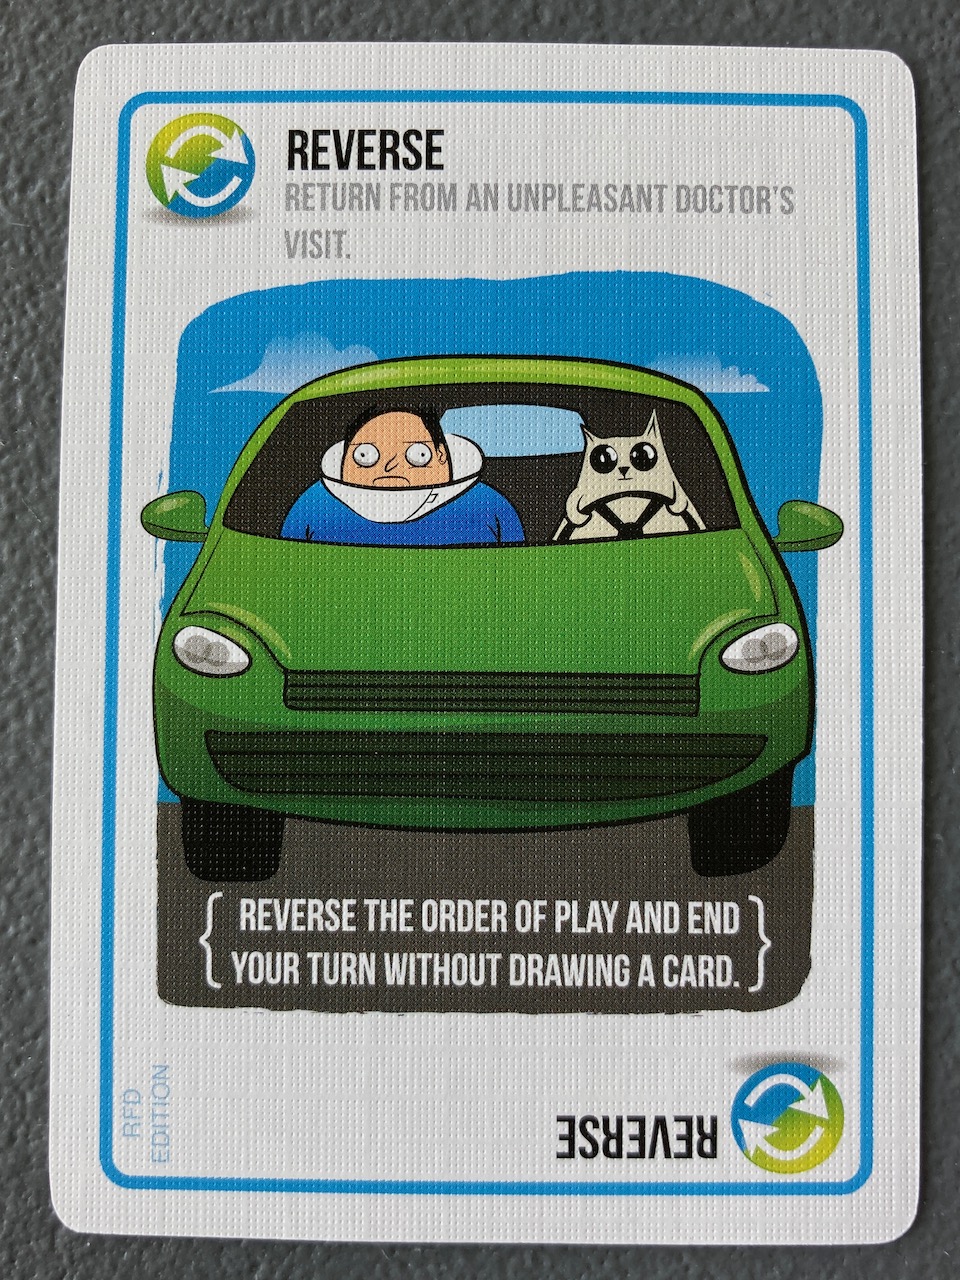 REVERSE
RETURN FROM AN UNPLEASANT DOCTOR'S
VISIT.
{ REVERSE THE ORDER OF PLAY AND END
YOUR TURN WITHOUT DRAWING A CARD. }
RFD
EDITION
REVERSE